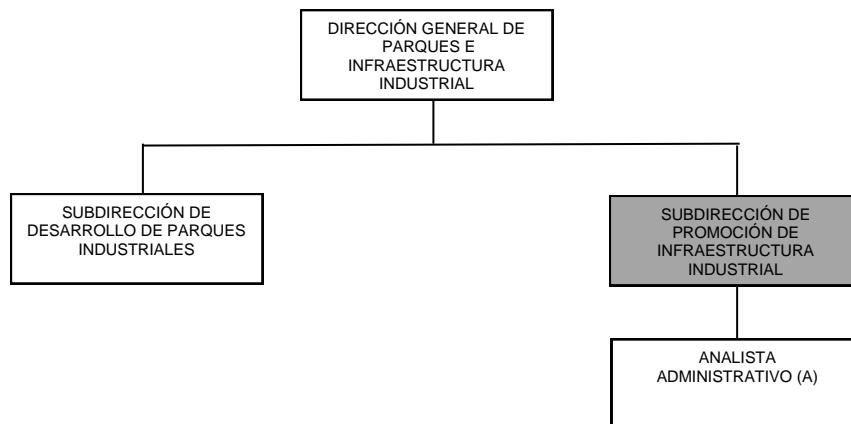 DIRECCIÓN GENERAL DE
PARQUES E
INFRAESTRUCTURA
INDUSTRIAL
SUBDIRECCIÓN DE
DESARROLLO DE PARQUES
INDUSTRIALES
SUBDIRECCIÓN DE
PROMOCIÓN DE
INFRAESTRUCTURA
INDUSTRIAL
ANALISTA
ADMINISTRATIVO (A)